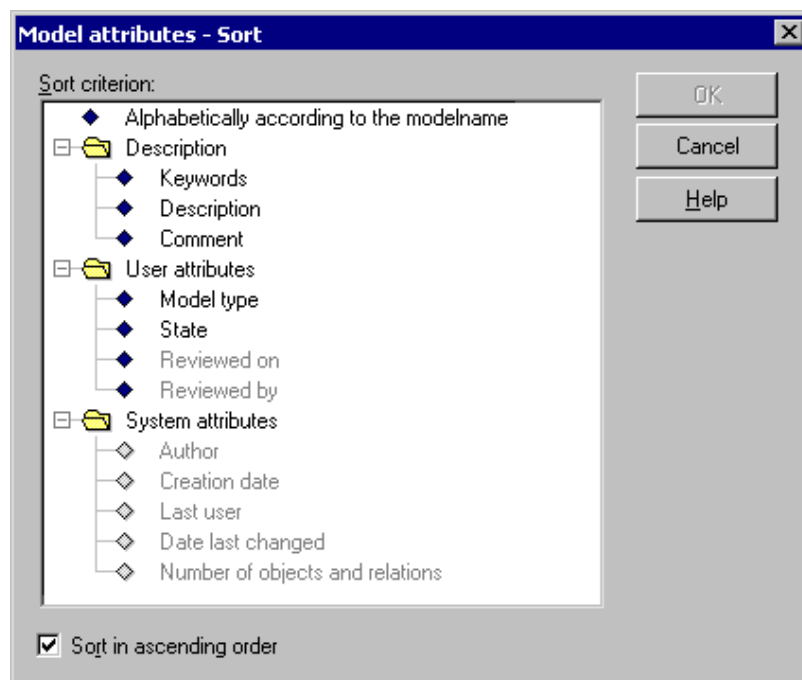 Model attributes - Sort
Sort criterion:
Alphabetically according to the modelname
Description
Keywords
Description
Comment
User attributes
Model type
State
Reviewed on
Reviewed by
System attributes
Author
Creation date
Last user
Date last changed
Number of objects and relations
Sort in ascending order
OK
Cancel
Help